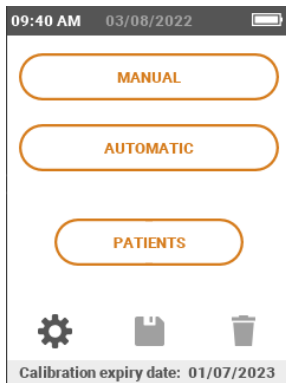 09:40 AM 03/08/2022
MANUAL
AUTOMATIC
PATIENTS
Calibration expiry date: 01/07/2023